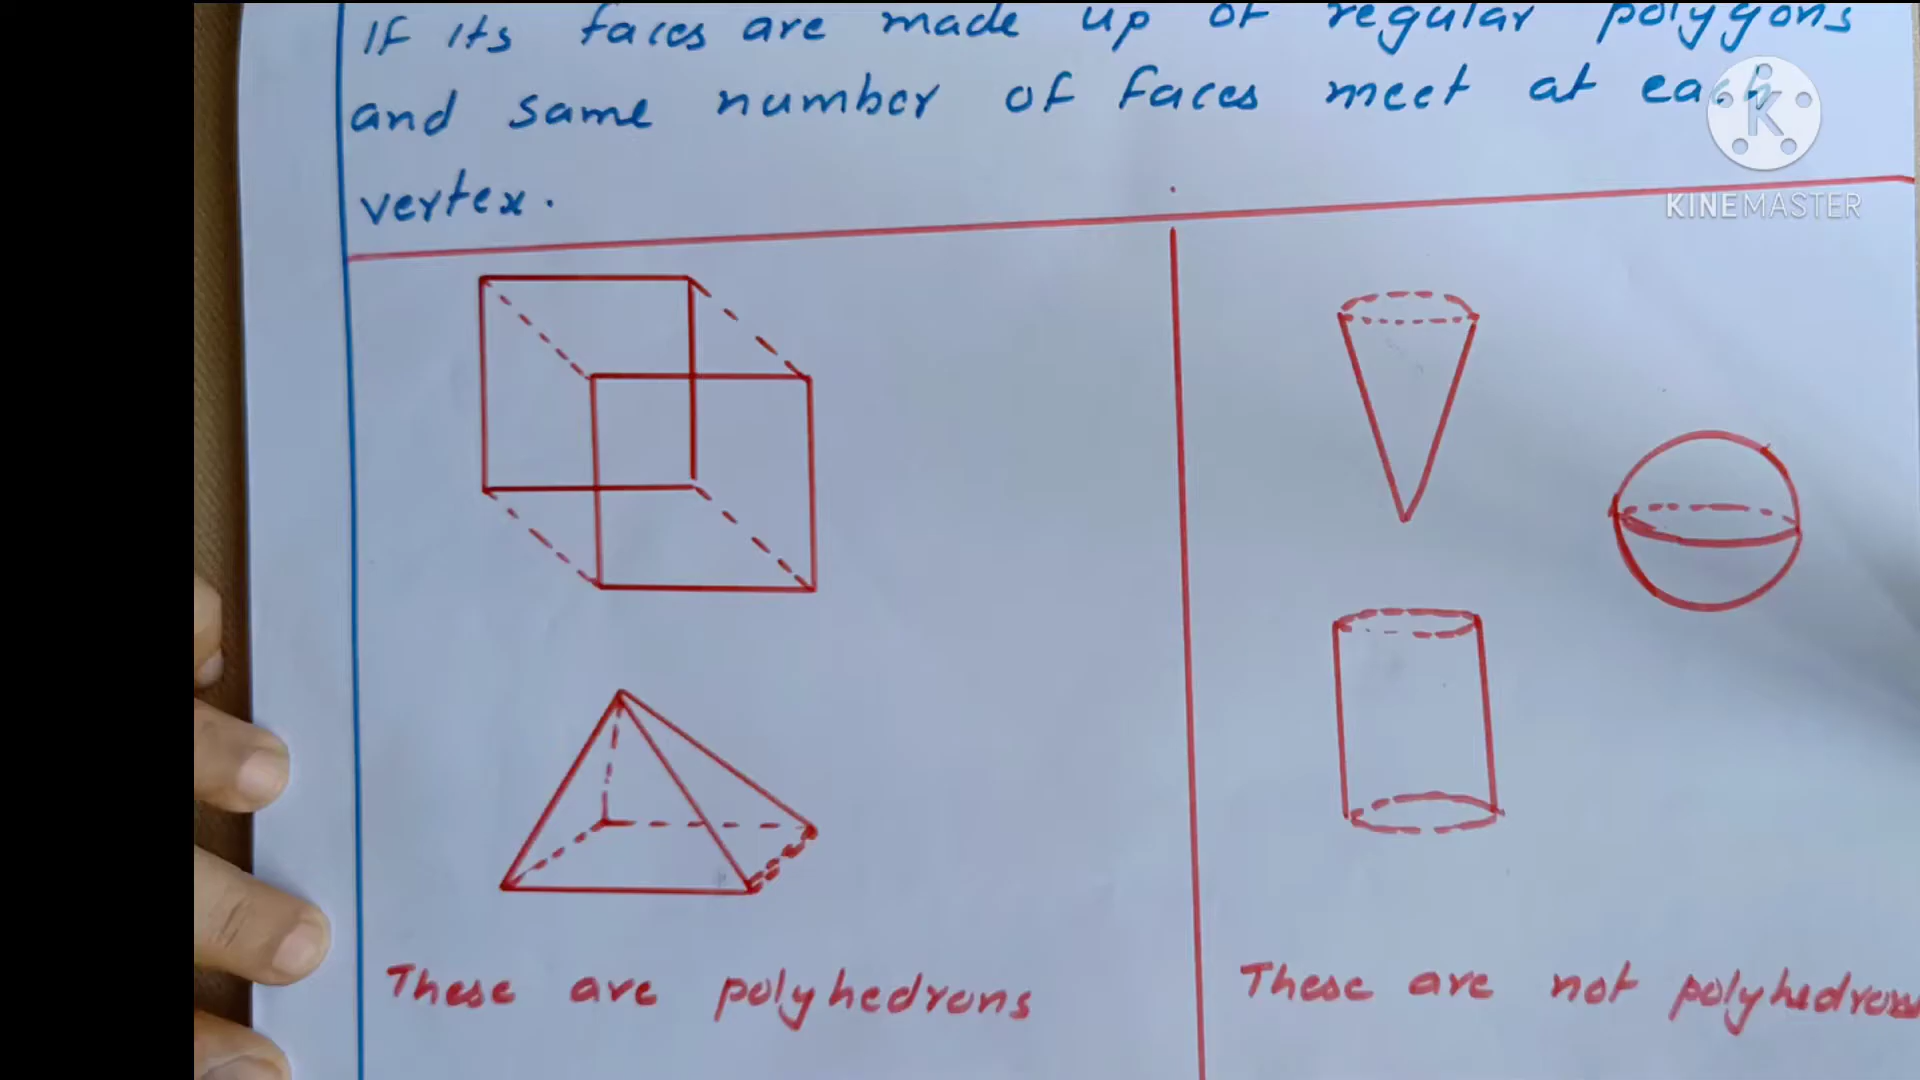 If its faces are made up of regular polygons
and same number of faces meet at each
vertex.
K
KINEMASTER
These are polyhedrons
These are not polyhedrons